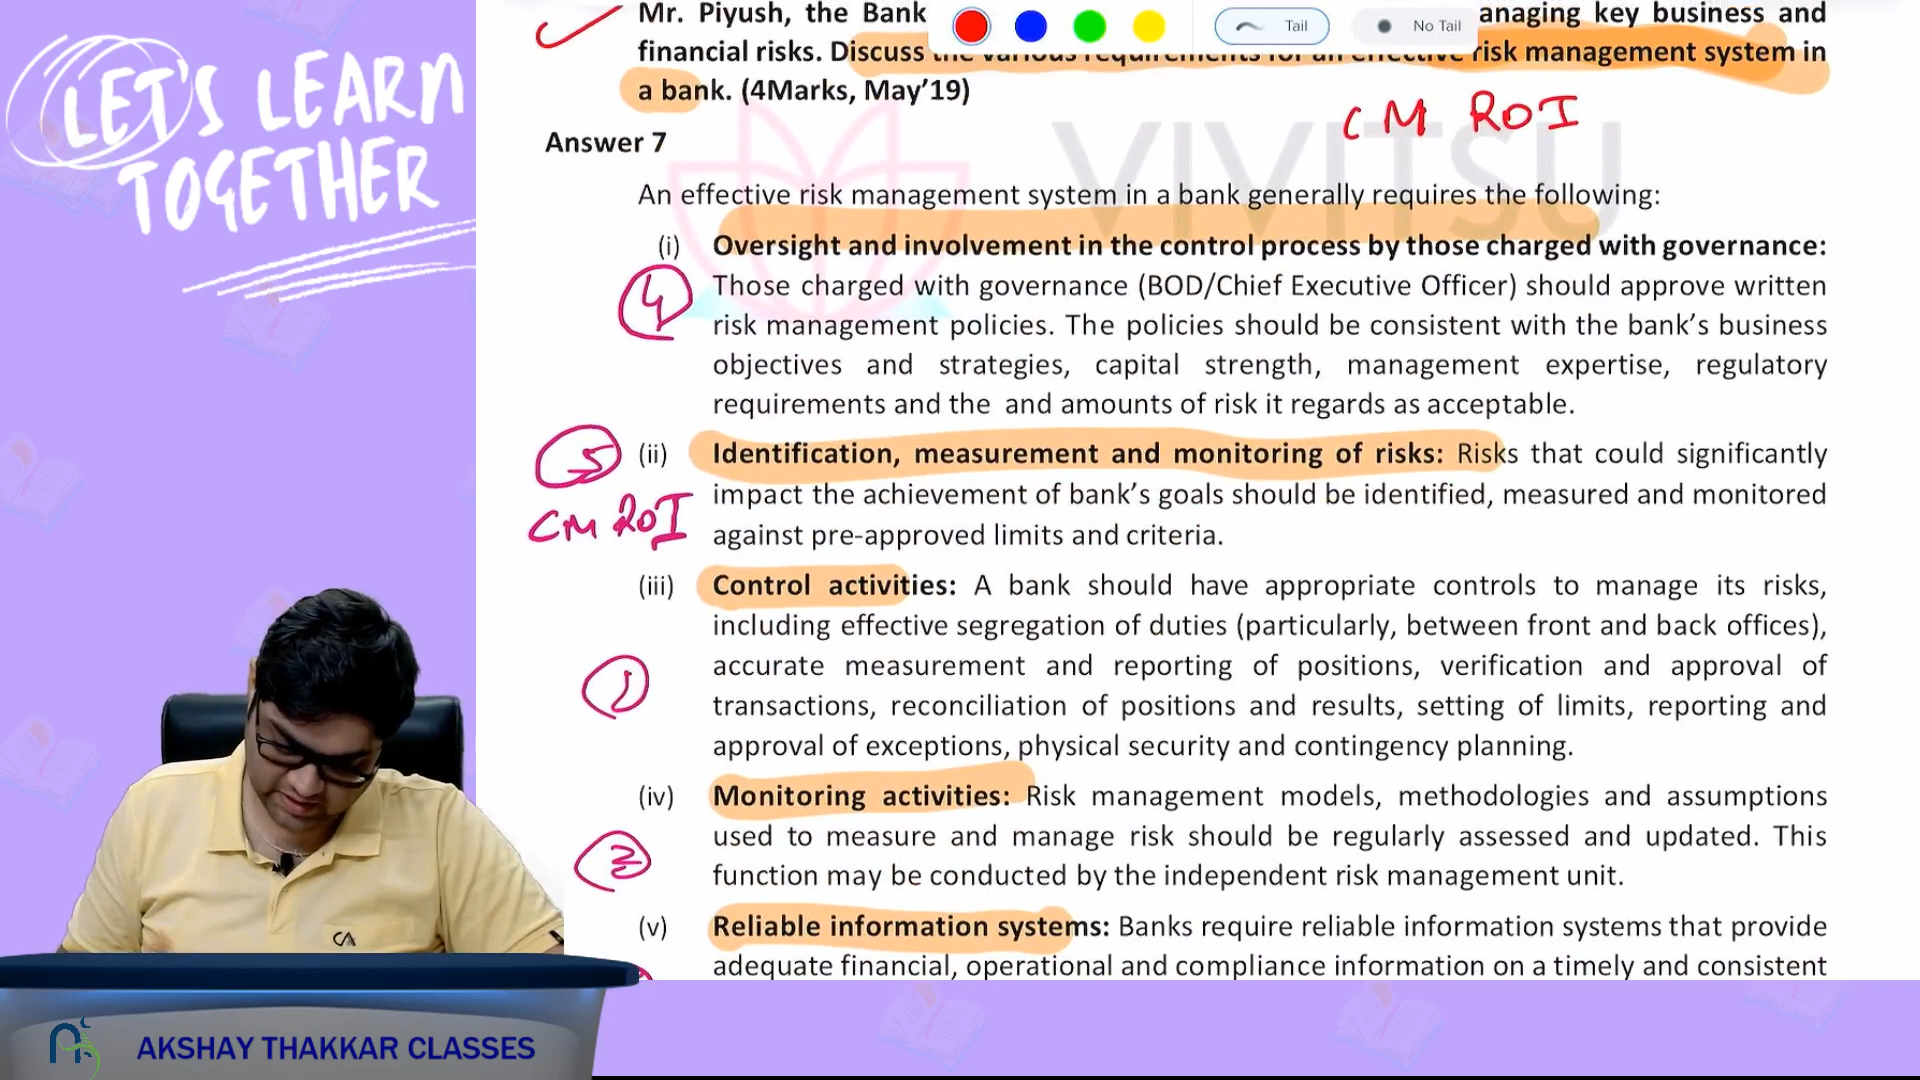 LET'S LEARN
TOGETHER
Mr. Piyush, the Bank
anaging key business and
Tail
No Tail
financial risks. Discuss the various requirements for an effective risk management system in
a bank. (4Marks, May'19)
CM ROI
Answer 7
VIVITSU
An effective risk management system in a bank generally requires the following:
(i) Oversight and involvement in the control process by those charged with governance:
4
Those charged with governance (BOD/Chief Executive Officer) should approve written
risk management policies. The policies should be consistent with the bank's business
objectives and strategies, capital strength, management expertise, regulatory
requirements and the and amounts of risk it regards as acceptable.
5
(ii) Identification, measurement and monitoring of risks: Risks that could significantly
CM ROI
impact the achievement of bank's goals should be identified, measured and monitored
against pre-approved limits and criteria.
(iii) Control activities: A bank should have appropriate controls to manage its risks,
including effective segregation of duties (particularly, between front and back offices),
1
accurate measurement and reporting of positions, verification and approval of
transactions, reconciliation of positions and results, setting of limits, reporting and
approval of exceptions, physical security and contingency planning.
(iv) Monitoring activities: Risk management models, methodologies and assumptions
2
used to measure and manage risk should be regularly assessed and updated. This
function may be conducted by the independent risk management unit.
(v) Reliable information systems: Banks require reliable information systems that provide
adequate financial, operational and compliance information on a timely and consistent
CA
AKSHAY THAKKAR CLASSES